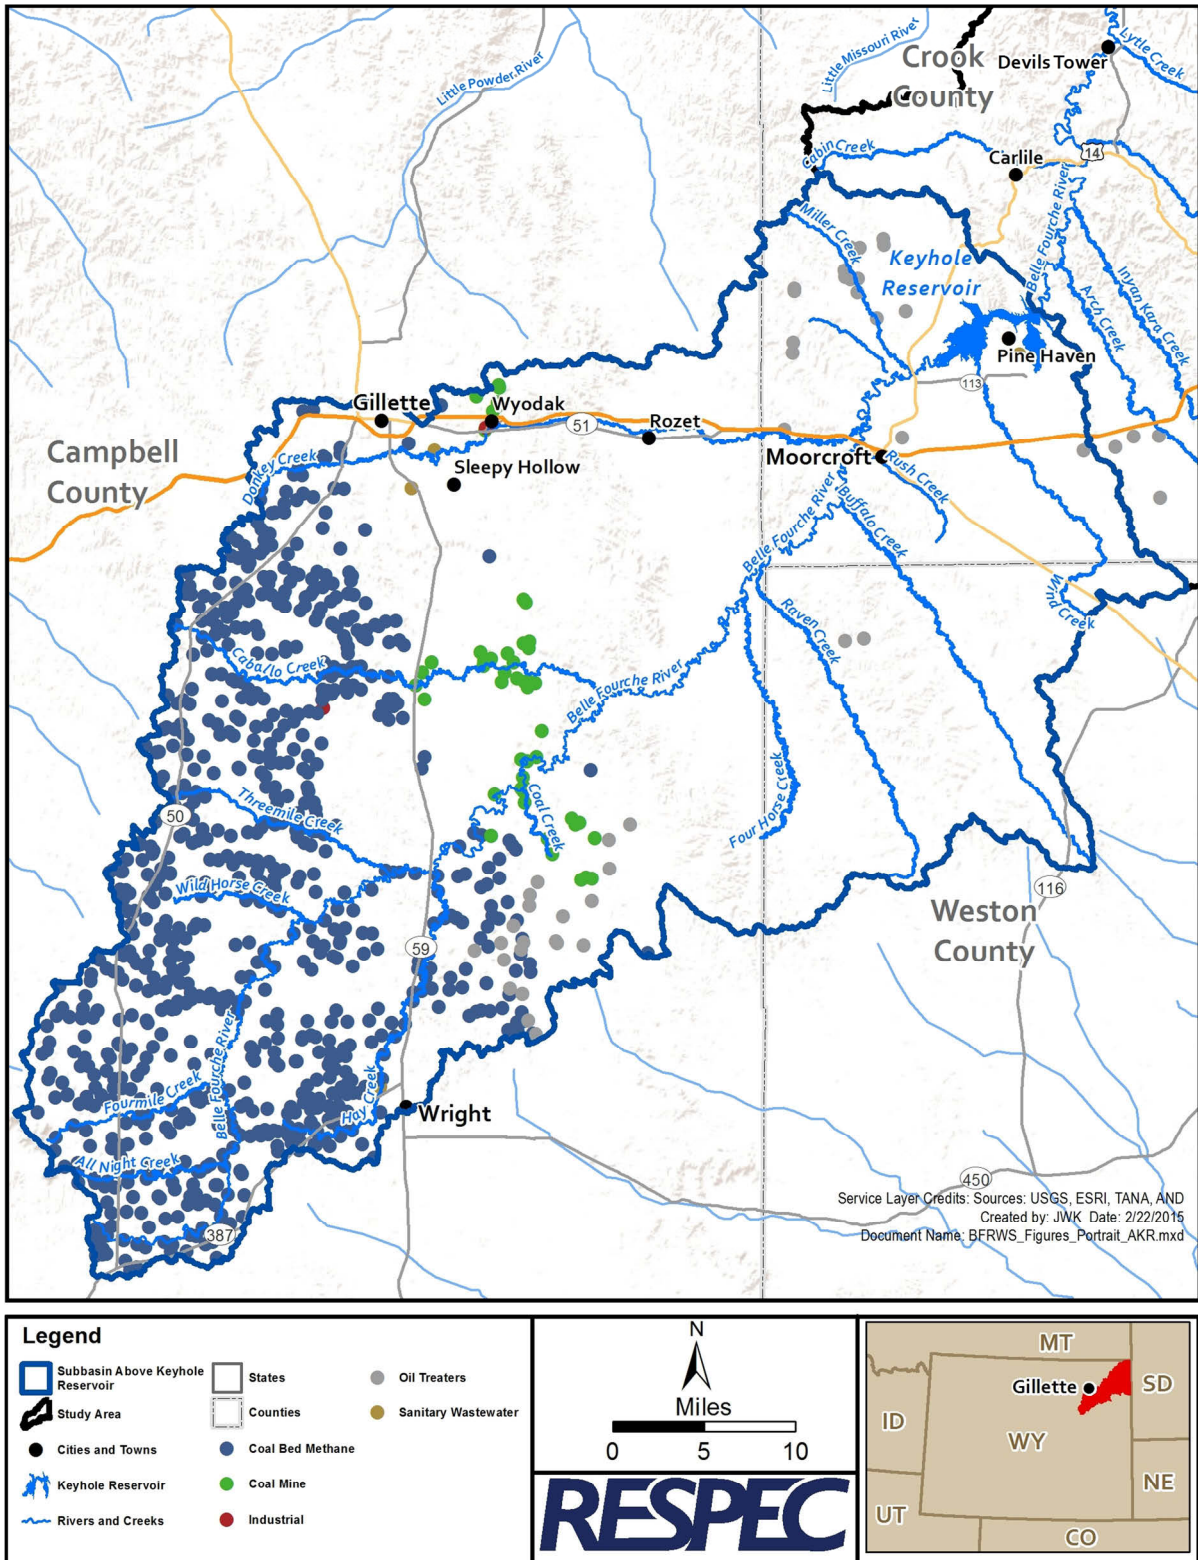 Little Powder River
Little Missouri River
Crook
County
Devils Tower
Lytle Creek
Cabin Creek
Carlile
14
Miller Creek
Keyhole
Reservoir
Belle Fourche River
Arch Creek
Inyan Kara Creek
Pine Haven
113
Gillette
Wyodak
51
Rozet
Campbell
County
Donkey Creek
Sleepy Hollow
Moorcroft
Rush Creek
Belle Fourche River
Buffalo Creek
Wind Creek
Raven Creek
Caballo Creek
Belle Fourche River
50
Threemile Creek
Coal Creek
Four Horse Creek
Wild Horse Creek
116
Weston
County
59
Belle Fourche River
Fourmile Creek
Hay Creek
Wright
All Night Creek
387
450
Service Layer Credits: Sources: USGS, ESRI, TANA, AND
Created by: JWK Date: 2/22/2015
Document Name: BFRWS_Figures_Portrait_AKR.mxd
Legend
Subbasin Above Keyhole
Reservoir
Study Area
Cities and Towns
Keyhole Reservoir
Rivers and Creeks
States
Counties
Coal Bed Methane
Coal Mine
Industrial
Oil Treaters
Sanitary Wastewater
N
Miles
0 5 10
RESPEC
MT
Gillette
SD
ID
WY
NE
UT
CO